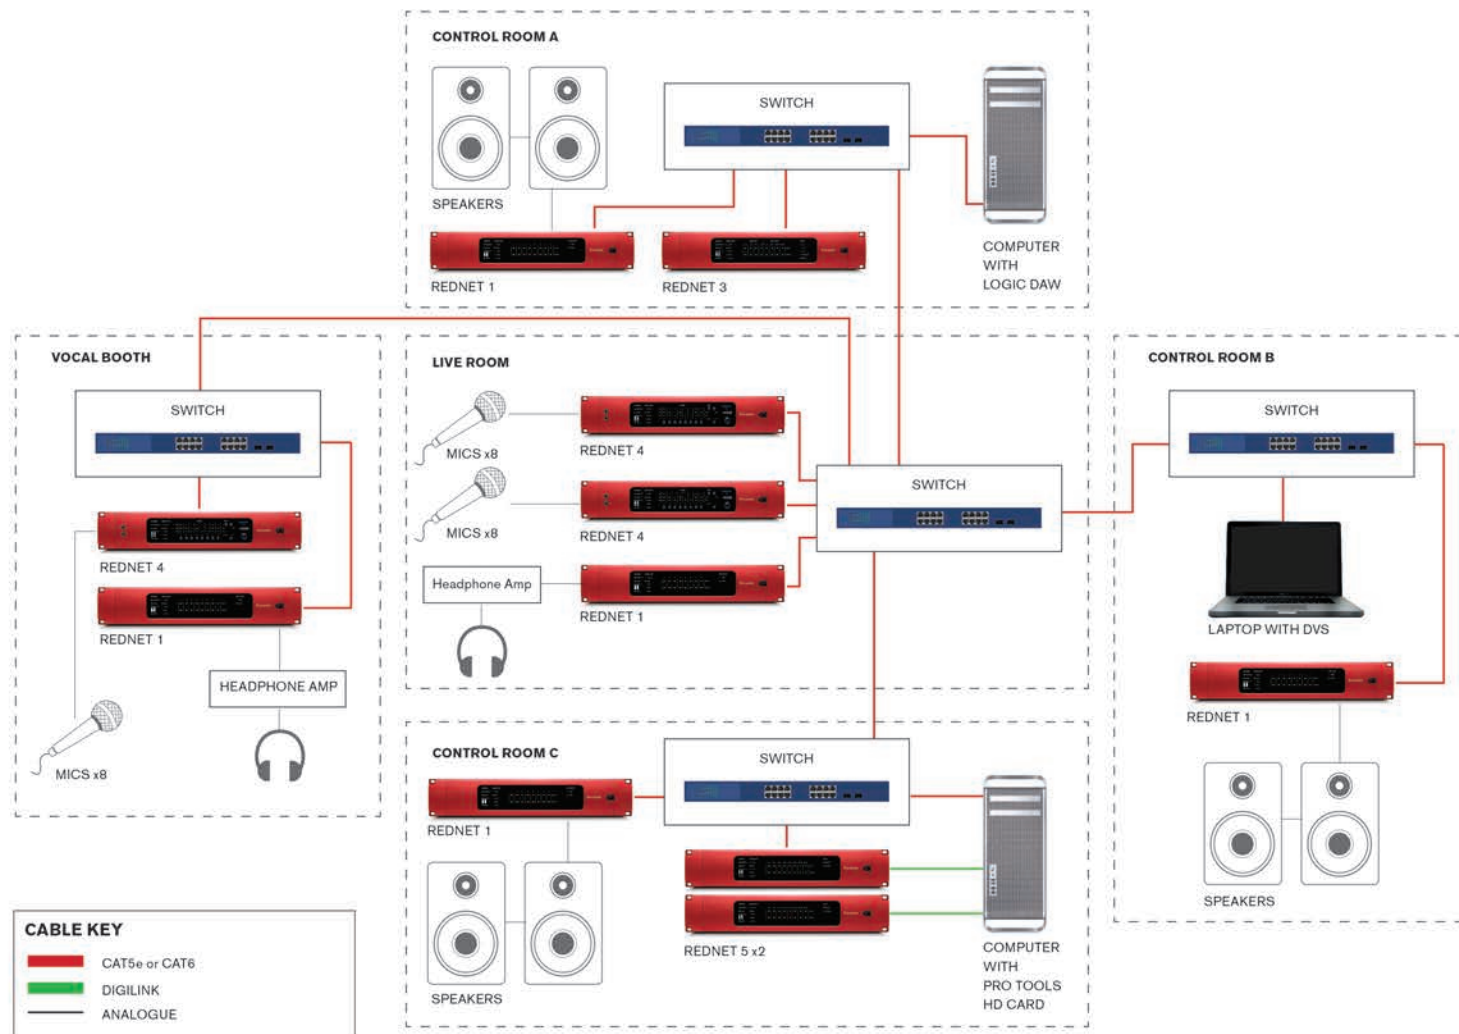 CONTROL ROOM A
SWITCH
SPEAKERS
REDNET 1
REDNET 3
COMPUTER
WITH
LOGIC DAW
VOCAL BOOTH
SWITCH
REDNET 4
REDNET 1
HEADPHONE AMP
MICS x8
LIVE ROOM
MICS x8
REDNET 4
MICS x8
REDNET 4
Headphone Amp
REDNET 1
SWITCH
CONTROL ROOM B
SWITCH
LAPTOP WITH DVS
REDNET 1
SPEAKERS
CONTROL ROOM C
SWITCH
REDNET 1
SPEAKERS
REDNET 5 x2
COMPUTER
WITH
PRO TOOLS
HD CARD
CABLE KEY
CAT5e or CAT6
DIGILINK
ANALOGUE